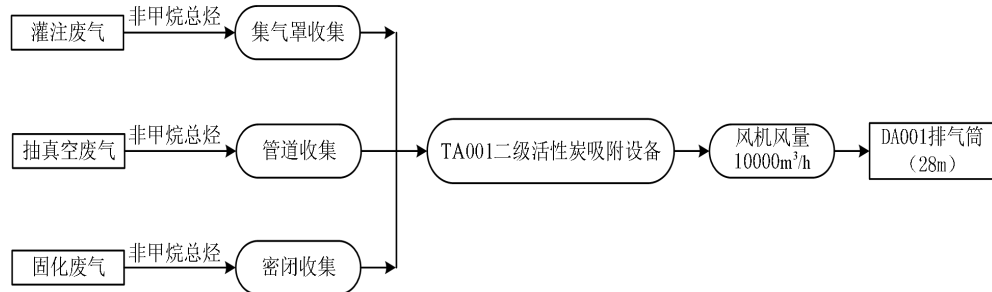 灌注废气
非甲烷总烃
集气罩收集
抽真空废气
非甲烷总烃
管道收集
TA001二级活性炭吸附设备
风机风量
10000m³/h
DA001排气筒
（28m）
固化废气
非甲烷总烃
密闭收集